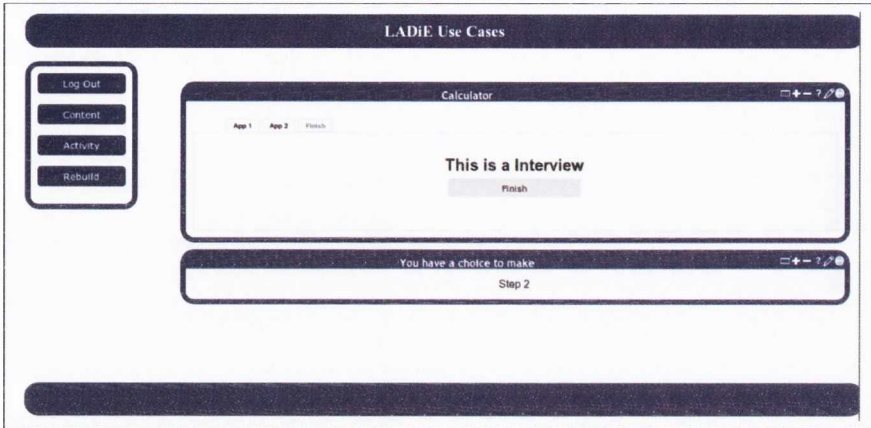 LADiE Use Cases
Log Out
Content
Activity
Rebuild
Calculator
App 1 App 2 Finish
This is a Interview
Finish
You have a choice to make
Step 2